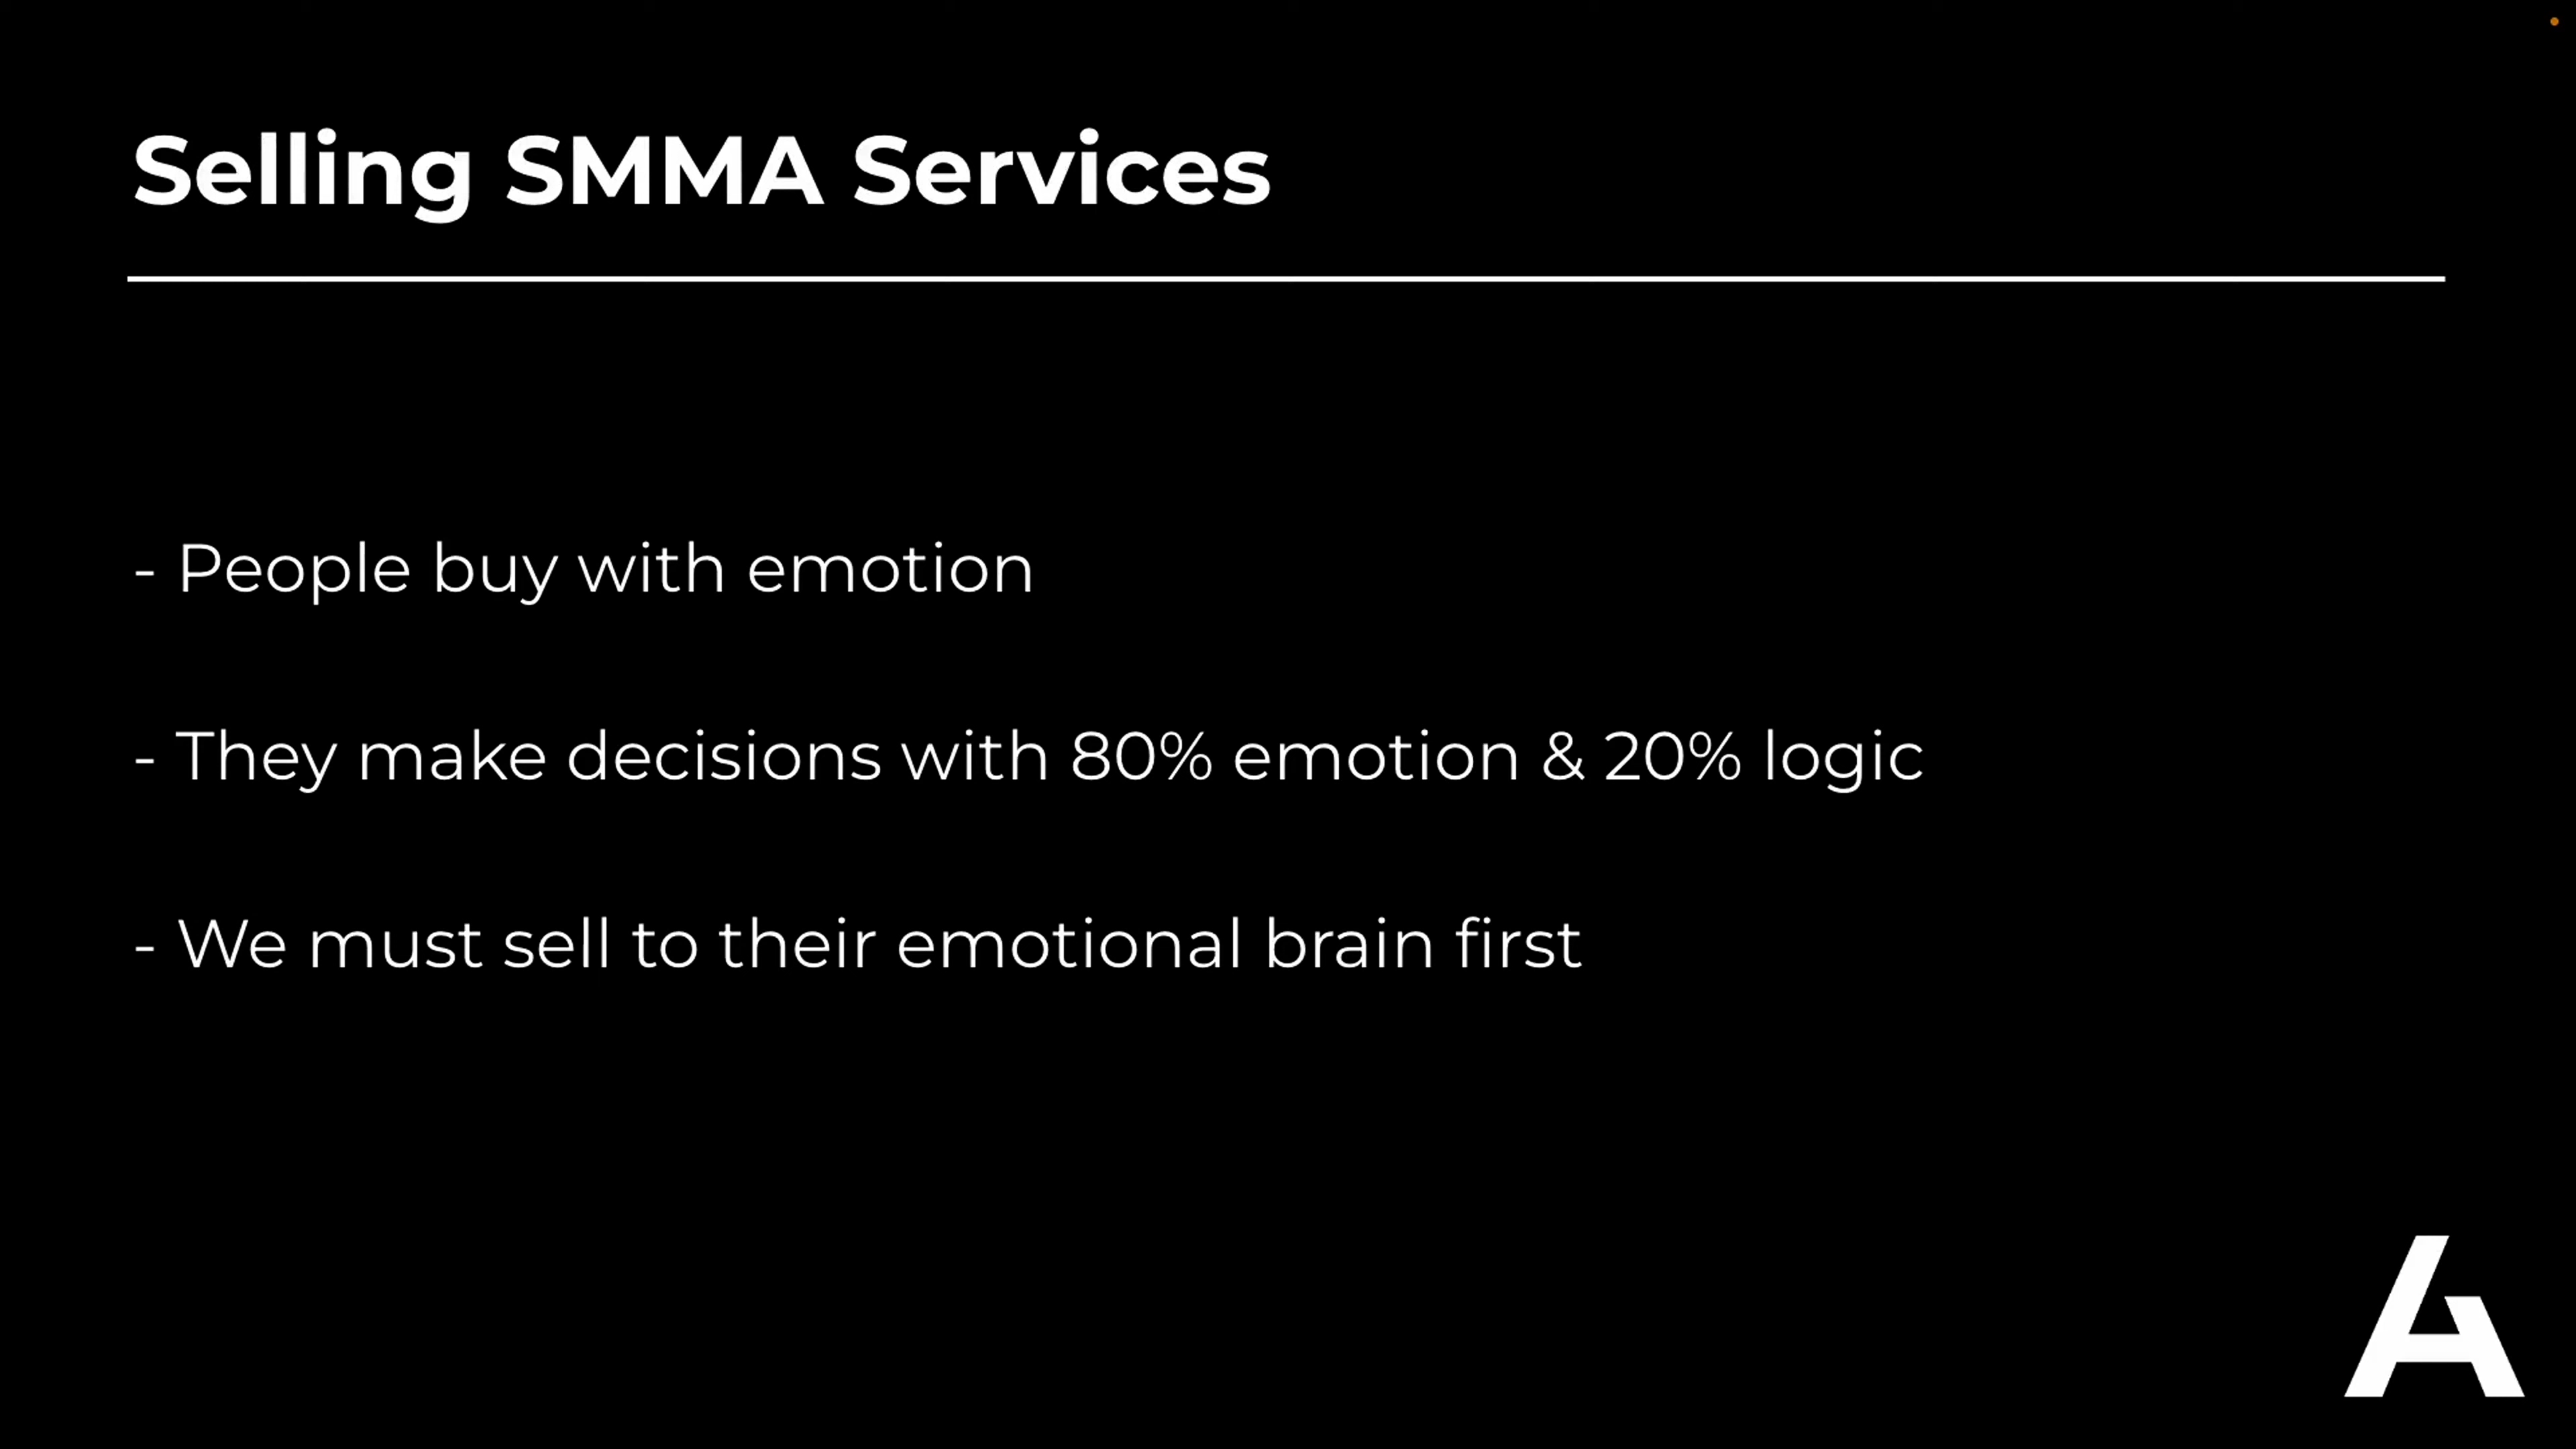 Selling SMMA Services
- People buy with emotion
- They make decisions with 80% emotion & 20% logic
- We must sell to their emotional brain first